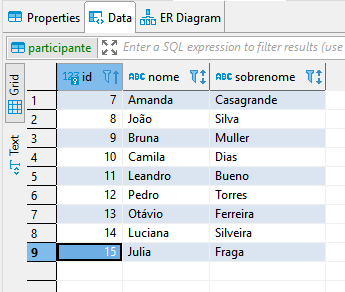 Properties Data ER Diagram
participante Enter a SQL expression to filter results (use
Grid
Text
123 id ABC nome ABC sobrenome
1 7 Amanda Casagrande
2 8 João Silva
3 9 Bruna Muller
4 10 Camila Dias
5 11 Leandro Bueno
6 12 Pedro Torres
7 13 Otávio Ferreira
8 14 Luciana Silveira
9 15 Julia Fraga